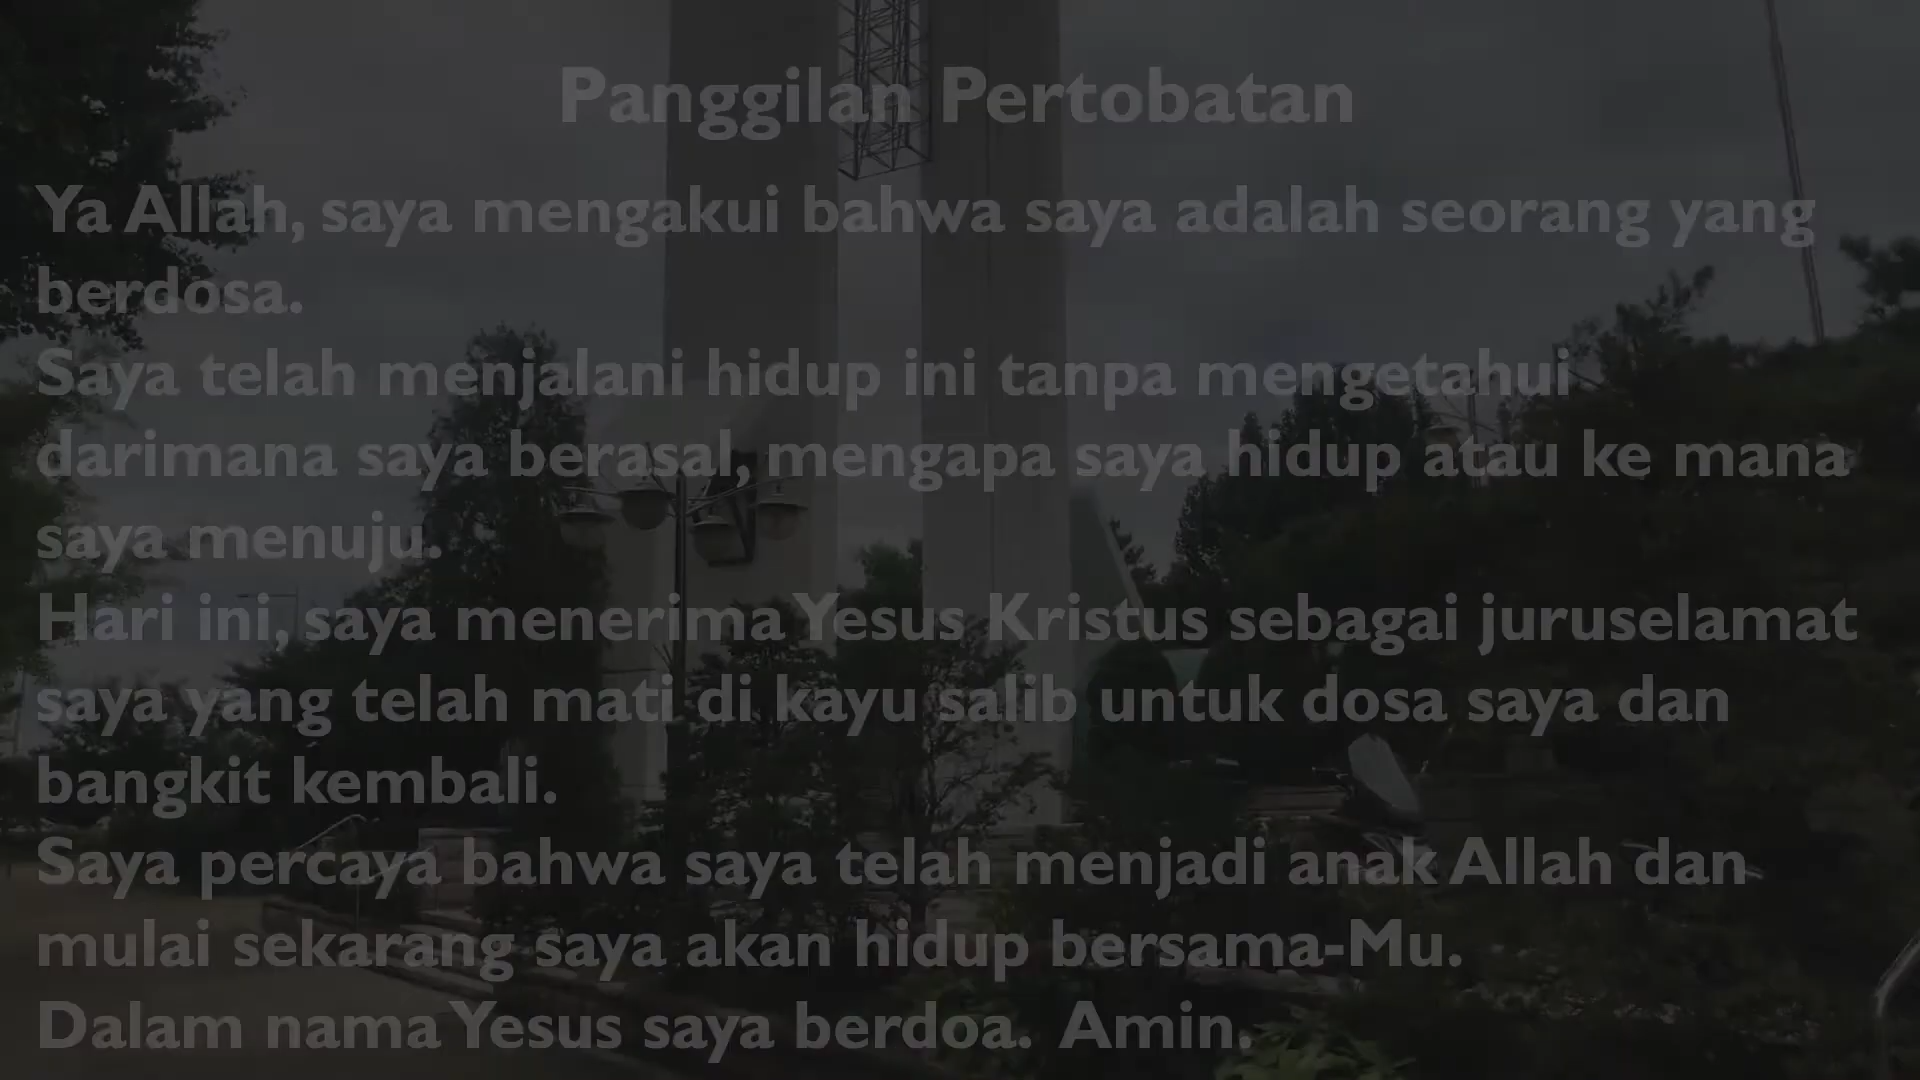 Panggilan Pertobatan
Ya Allah, saya mengakui bahwa saya adalah seorang yang
berdosa.
Saya telah menjalani hidup ini tanpa mengetahui
darimana saya berasal, mengapa saya hidup atau ke mana
saya menuju.
Hari ini, saya menerima Yesus Kristus sebagai juruselamat
saya yang telah mati di kayu salib untuk dosa saya dan
bangkit kembali.
Saya percaya bahwa saya telah menjadi anak Allah dan
mulai sekarang saya akan hidup bersama-Mu.
Dalam nama Yesus saya berdoa. Amin.